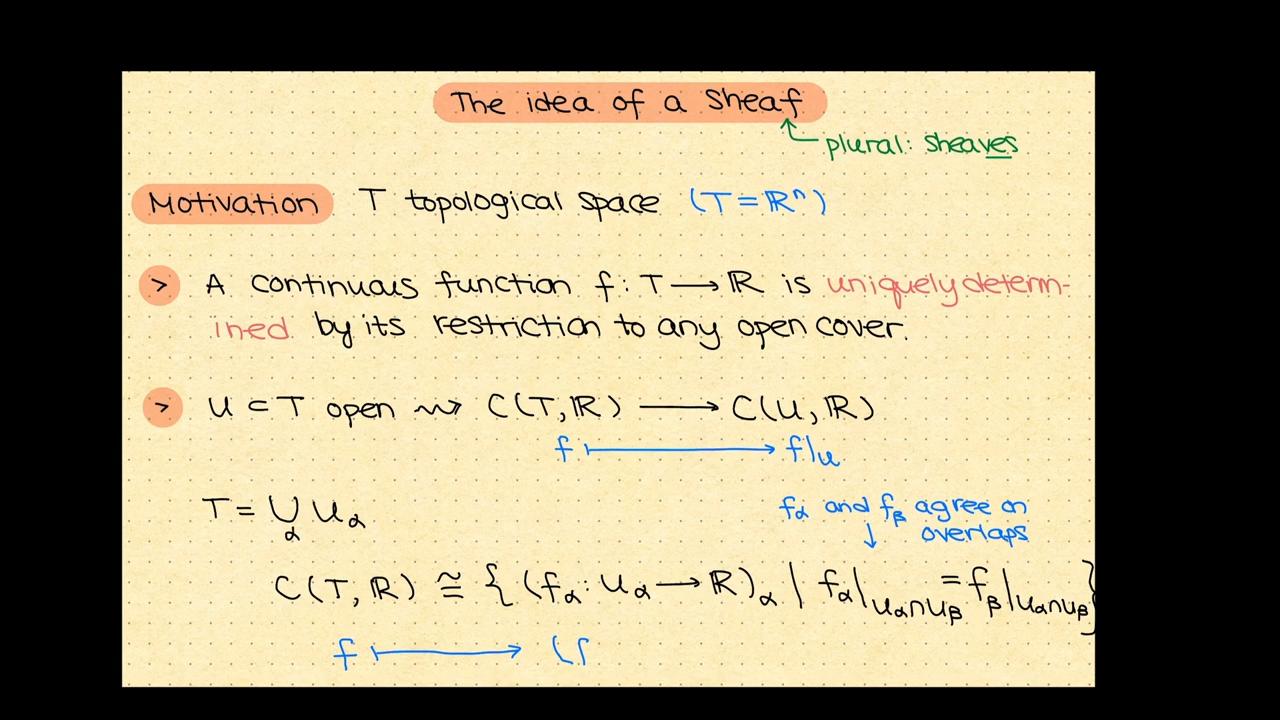 The idea of a Sheaf
plural: sheaves
Motivation T topological space (T=ℝⁿ)
> A continuous function f: T ⟶ ℝ is uniquely determ-
ined by its restriction to any open cover.
> U ⊂ T open ⇝ C(T,ℝ) ⟶ C(U,ℝ)
f ⟼ f|u
T = ⋃_α U_α
f_α and f_β agree on
↓ overlaps
C(T,ℝ) ≅ { (f_α: U_α ⟶ ℝ)_α | f_α|_{U_α∩U_β} = f_β|_{U_α∩U_β} }
f ⟼ (f